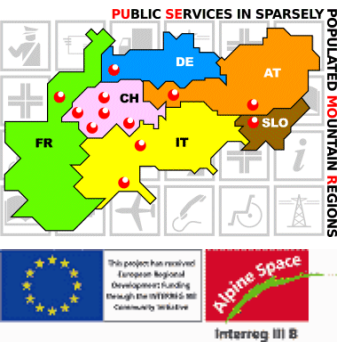 PUBLIC SERVICES IN SPARSELY
POPULATED MOUNTAIN REGIONS
DE
AT
CH
SLO
FR
IT
i
This project has received
European Regional
Development Funding
through the INTERREG IIIB
Community Initiative
Alpine Space
Interreg III B